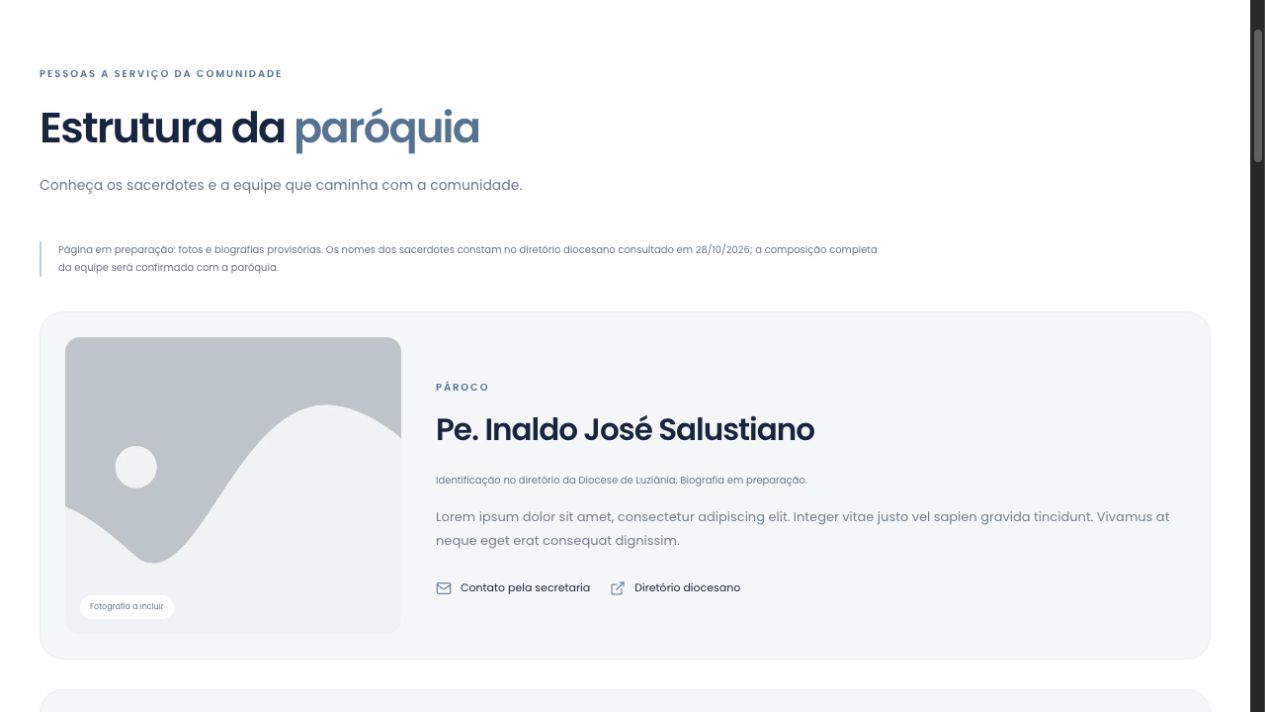 PESSOAS A SERVIÇO DA COMUNIDADE
Estrutura da paróquia
Conheça os sacerdotes e a equipe que caminha com a comunidade.
Página em preparação: fotos e biografias provisórias. Os nomes dos sacerdotes constam no diretório diocesano consultado em 28/10/2026; a composição completa
da equipe será confirmada com a paróquia.
PÁROCO
Pe. Inaldo José Salustiano
Identificação no diretório da Diocese de Luziânia. Biografia em preparação.
Lorem ipsum dolor sit amet, consectetur adipiscing elit. Integer vitae justo vel sapien gravida tincidunt. Vivamus at
neque eget erat consequat dignissim.
Contato pela secretaria Diretório diocesano
Fotografia a incluir